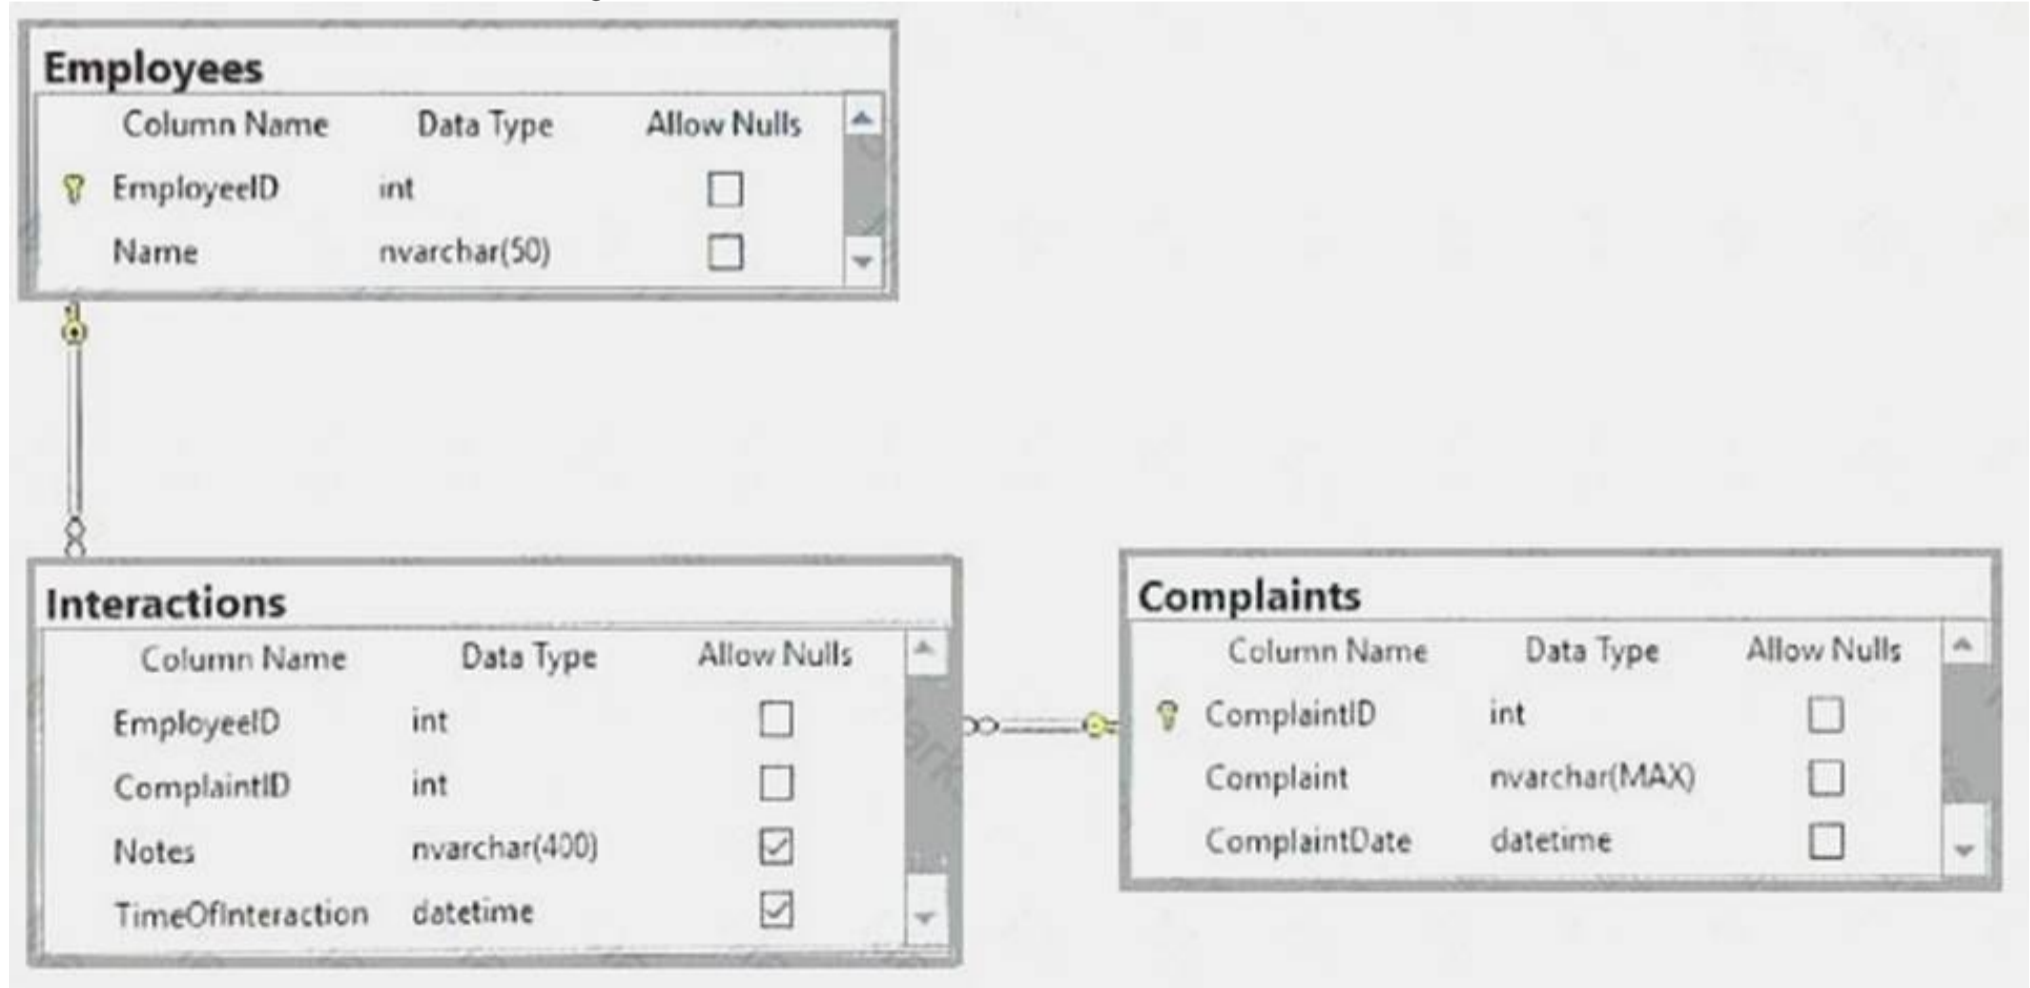 Employees
Column Name Data Type Allow Nulls
EmployeeID int
Name nvarchar(50)
Interactions
Column Name Data Type Allow Nulls
EmployeeID int
ComplaintID int
Notes nvarchar(400)
TimeOfInteraction datetime
Complaints
Column Name Data Type Allow Nulls
ComplaintID int
Complaint nvarchar(MAX)
ComplaintDate datetime